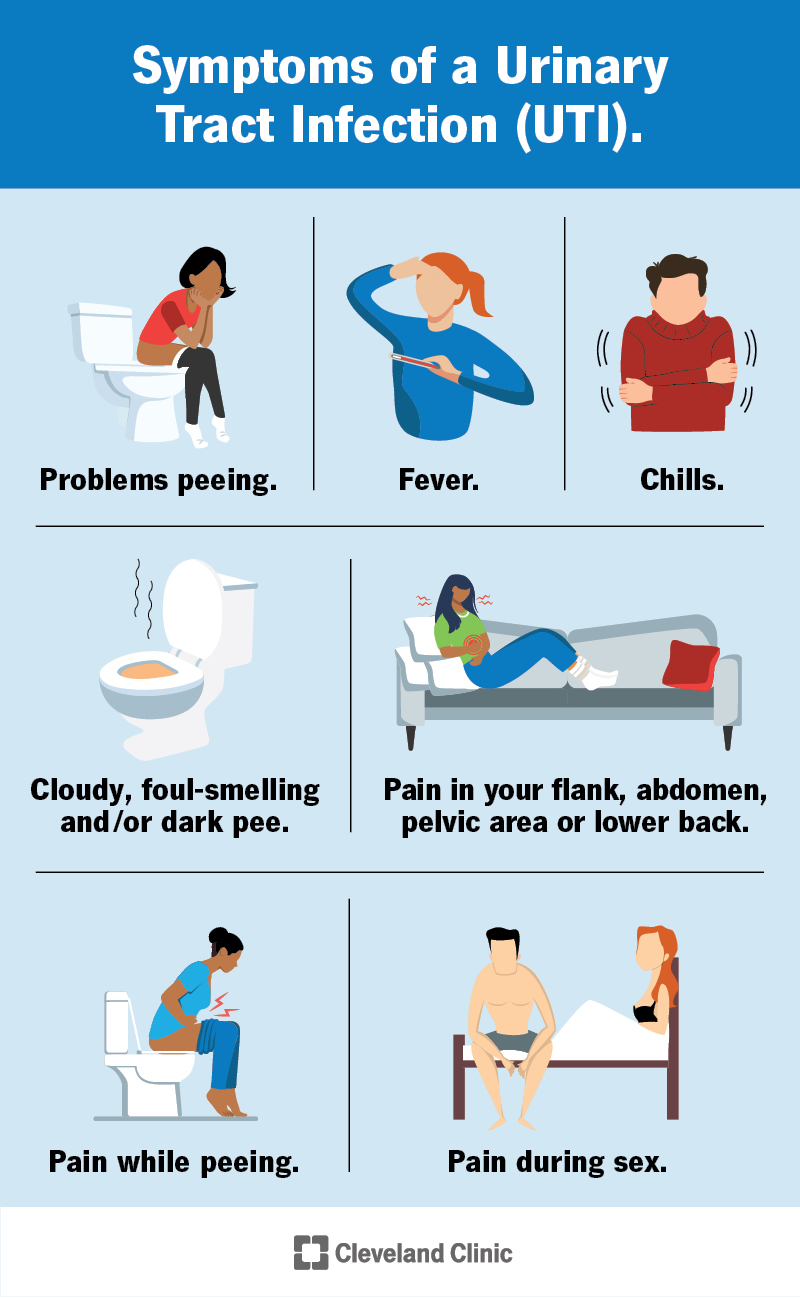 Symptoms of a Urinary
Tract Infection (UTI).
Problems peeing.
Fever.
Chills.
Cloudy, foul-smelling
and/or dark pee.
Pain in your flank, abdomen,
pelvic area or lower back.
Pain while peeing.
Pain during sex.
Cleveland Clinic